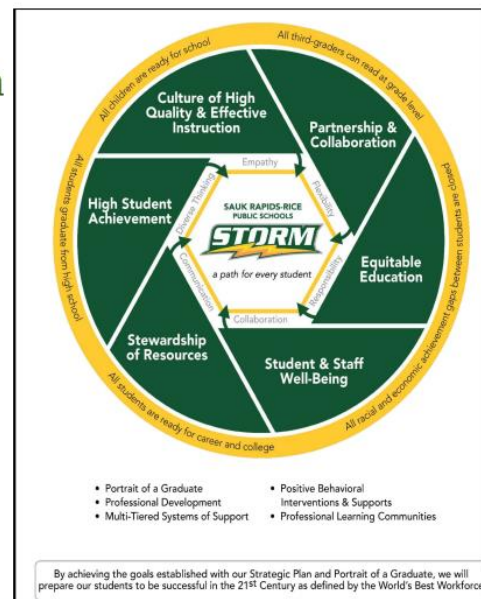 All children are ready for school
All third-graders can read at grade level
All racial and economic achievement gaps between students are closed
All students are ready for career and college
All students graduate from high school
Culture of High
Quality & Effective
Instruction
Partnership &
Collaboration
Equitable
Education
Student & Staff
Well-Being
Stewardship
of Resources
High Student
Achievement
Empathy
Flexibility
Responsibility
Collaboration
Communication
Diverse Thinking
SAUK RAPIDS-RICE
PUBLIC SCHOOLS
STORM
a path for every student
• Portrait of a Graduate
• Professional Development
• Multi-Tiered Systems of Support
• Positive Behavioral
Interventions & Supports
• Professional Learning Communities
By achieving the goals established with our Strategic Plan and Portrait of a Graduate, we will
prepare our students to be successful in the 21st Century as defined by the World's Best Workforce